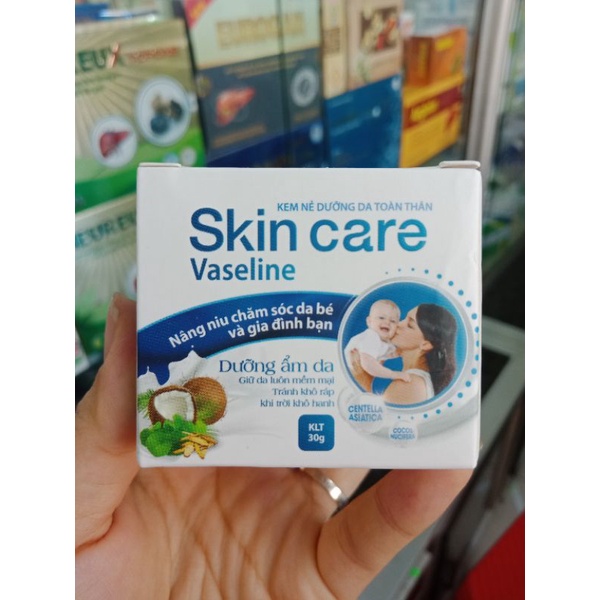 KEM NẺ DƯỠNG DA TOÀN THÂN
Skin care
Vaseline
Nâng niu chăm sóc da bé
và gia đình bạn
Dưỡng ẩm da
Giữ da luôn mềm mại
Tránh khô ráp
khi trời khô hanh
KLT
30g
CENTELLA
ASIATICA